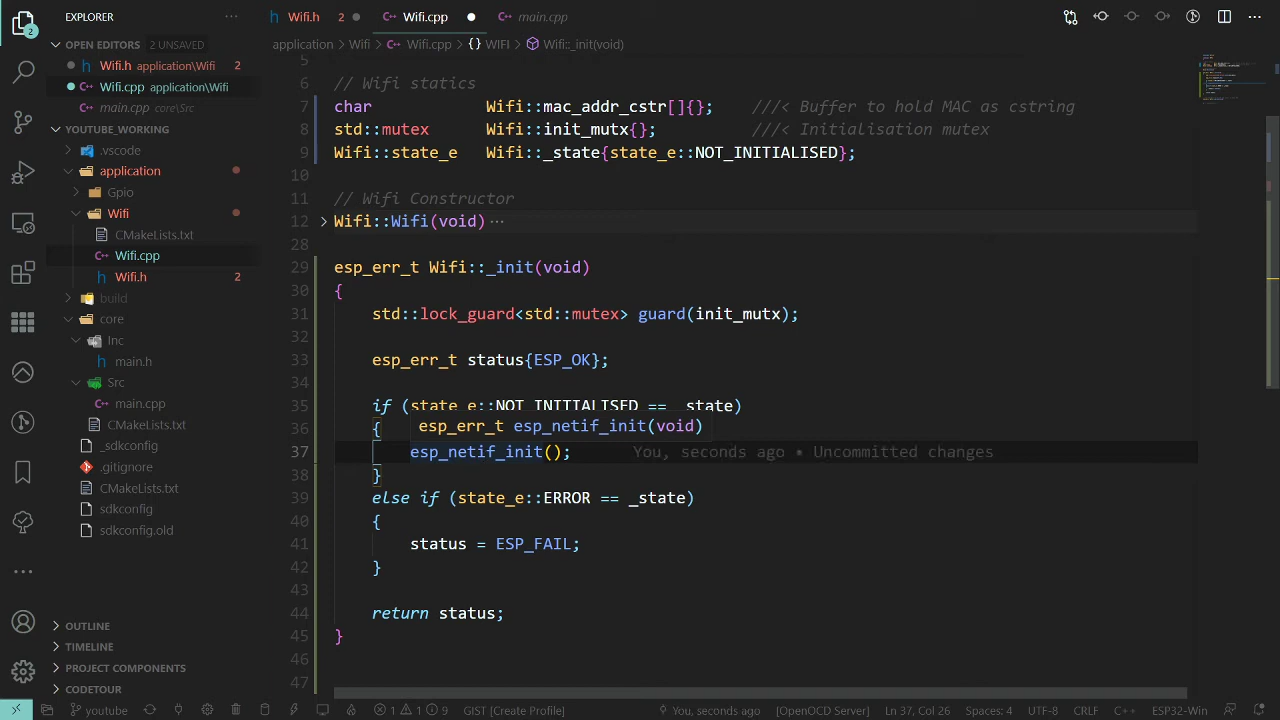 EXPLORER
OPEN EDITORS 2 UNSAVED
Wifi.h application\Wifi 2
Wifi.cpp application\Wifi
main.cpp core\Src
YOUTUBE_WORKING
.vscode
application
Gpio
Wifi
CMakeLists.txt
Wifi.cpp
Wifi.h 2
build
core
Inc
main.h
Src
main.cpp
CMakeLists.txt
_sdkconfig
.gitignore
CMakeLists.txt
sdkconfig
sdkconfig.old
OUTLINE
TIMELINE
PROJECT COMPONENTS
CODETOUR
2
Wifi.h 2 Wifi.cpp main.cpp
application > Wifi > Wifi.cpp > {} WIFI > Wifi::_init(void)
5
6 // Wifi statics
7 char Wifi::mac_addr_cstr[]{}; ///< Buffer to hold MAC as cstring
8 std::mutex Wifi::init_mutx{}; ///< Initialisation mutex
9 Wifi::state_e Wifi::_state{state_e::NOT_INITIALISED};
10
11 // Wifi Constructor
12 Wifi::Wifi(void) ...
28
29 esp_err_t Wifi::_init(void)
30 {
31 std::lock_guard<std::mutex> guard(init_mutx);
32
33 esp_err_t status{ESP_OK};
34
35 if (state_e::NOT_INITIALISED == _state)
36 { esp_err_t esp_netif_init(void)
37 esp_netif_init(); You, seconds ago • Uncommitted changes
38 }
39 else if (state_e::ERROR == _state)
40 {
41 status = ESP_FAIL;
42 }
43
44 return status;
45 }
46
47
youtube 1 1 9 GIST [Create Profile] You, seconds ago [OpenOCD Server] Ln 37, Col 26 Spaces: 4 UTF-8 CRLF C++ ESP32-Win